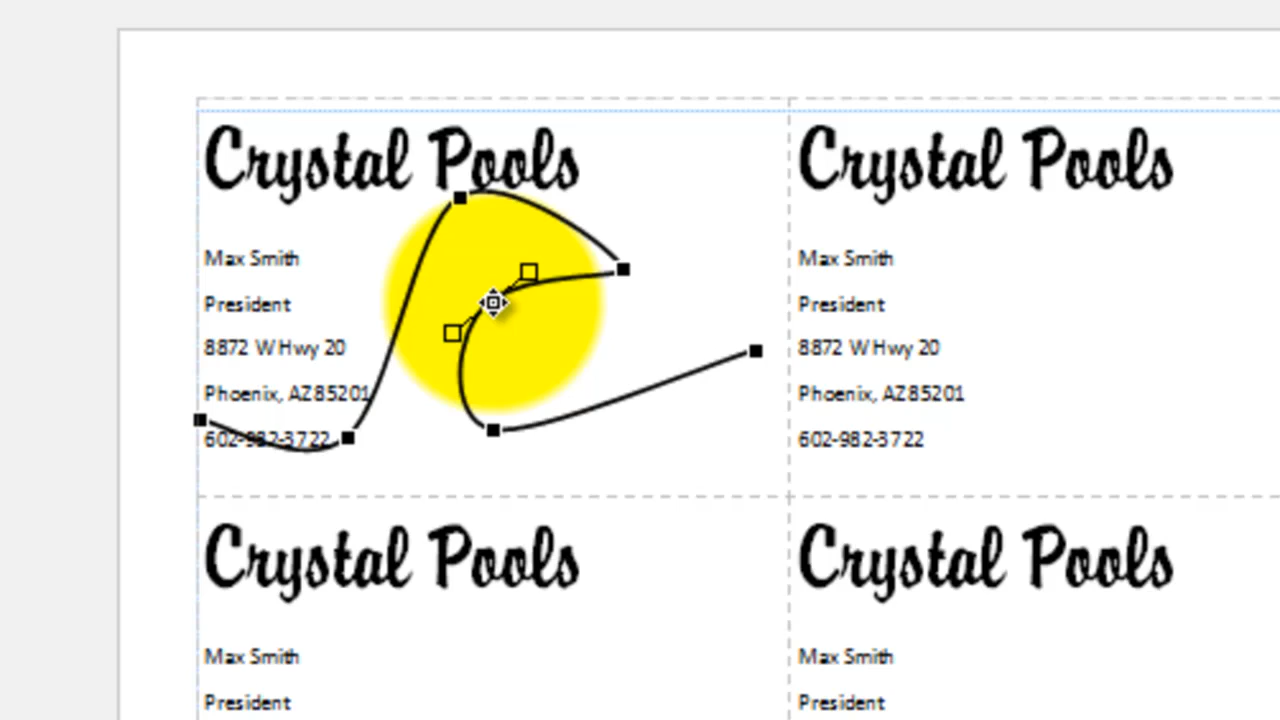 Crystal Pools
Max Smith
President
8872 W Hwy 20
Phoenix, AZ 85201
602-982-3722
Crystal Pools
Max Smith
President
8872 W Hwy 20
Phoenix, AZ 85201
602-982-3722
Crystal Pools
Max Smith
President
Crystal Pools
Max Smith
President